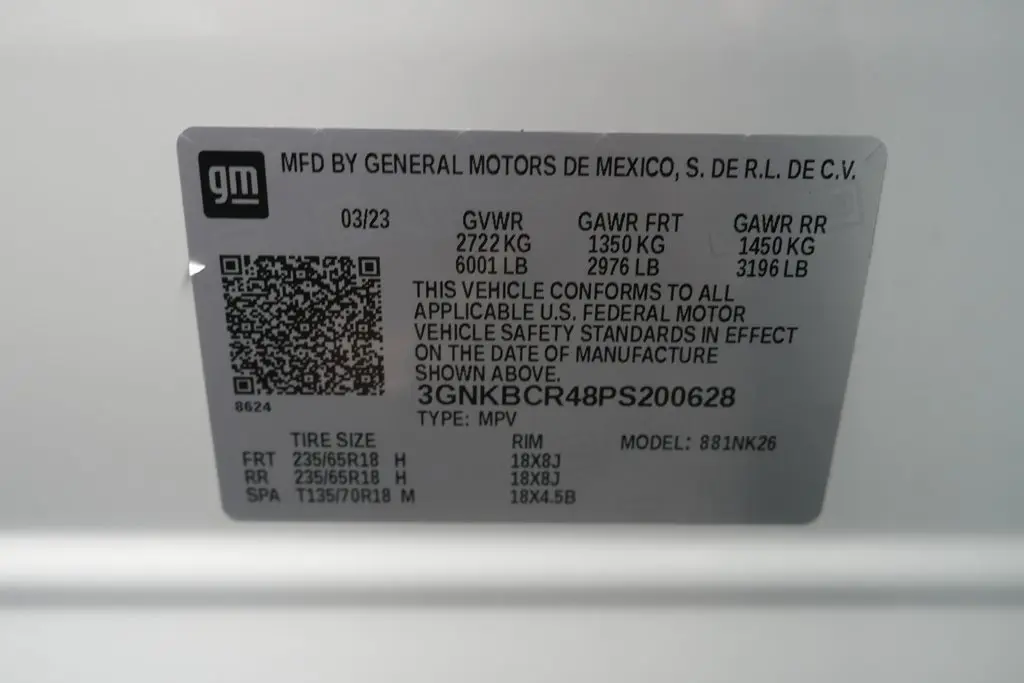 gm
MFD BY GENERAL MOTORS DE MEXICO, S. DE R.L. DE C.V.
03/23 GVWR GAWR FRT GAWR RR
2722 KG 1350 KG 1450 KG
6001 LB 2976 LB 3196 LB
THIS VEHICLE CONFORMS TO ALL
APPLICABLE U.S. FEDERAL MOTOR
VEHICLE SAFETY STANDARDS IN EFFECT
ON THE DATE OF MANUFACTURE
SHOWN ABOVE.
3GNKBCR48PS200628
8624
TYPE: MPV
TIRE SIZE RIM MODEL: 881NK26
FRT 235/65R18 H 18X8J
RR 235/65R18 H 18X8J
SPA T135/70R18 M 18X4.5B